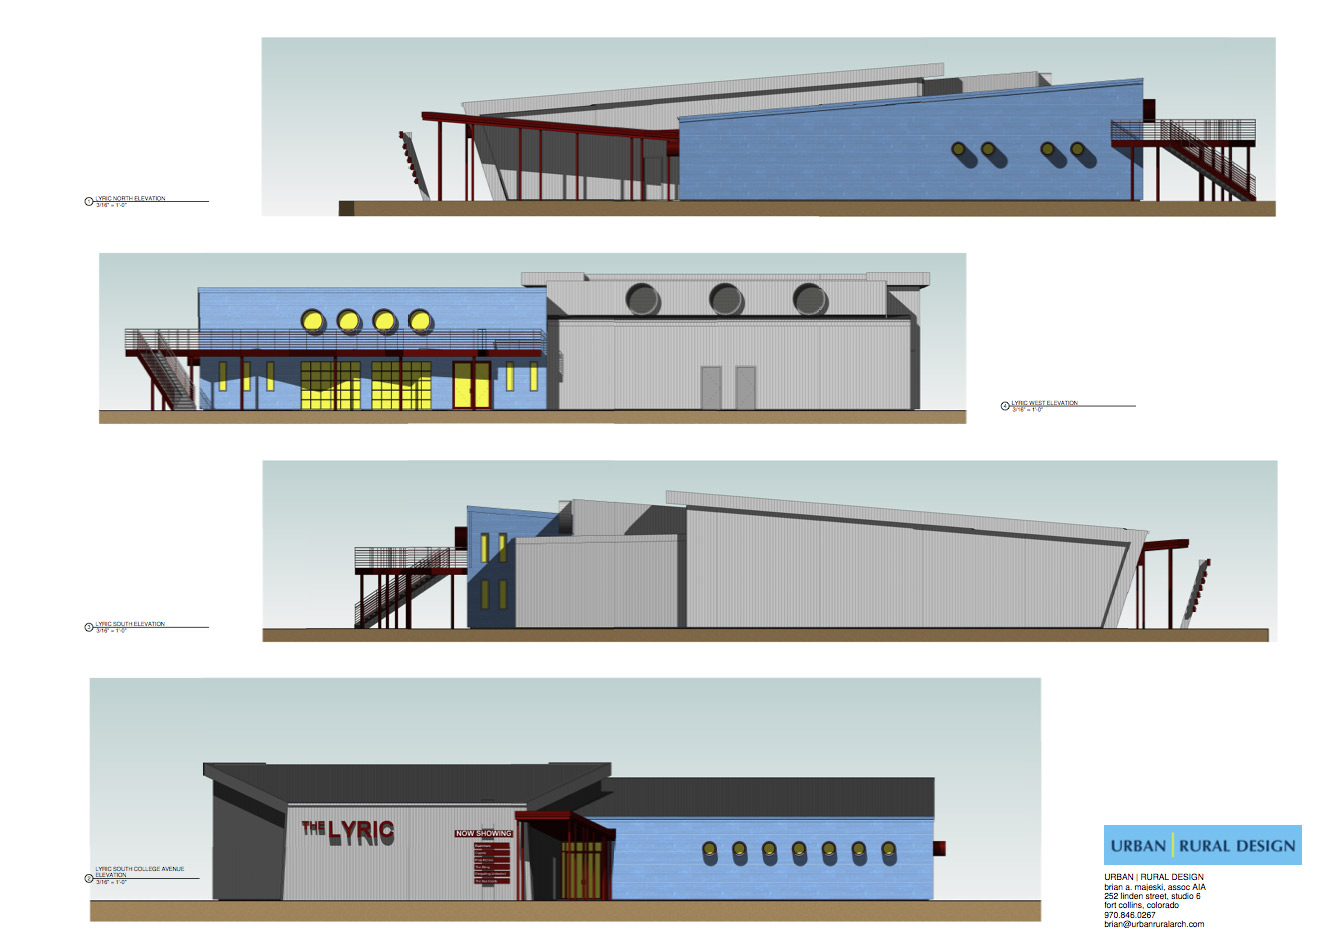 1 LYRIC NORTH ELEVATION
3/16" = 1'-0"
4 LYRIC WEST ELEVATION
3/16" = 1'-0"
3 LYRIC SOUTH ELEVATION
3/16" = 1'-0"
THE LYRIC
NOW SHOWING
2 LYRIC SOUTH COLLEGE AVENUE
ELEVATION
3/16" = 1'-0"
URBAN | RURAL DESIGN
URBAN | RURAL DESIGN
brian a. majeski, assoc AIA
252 linden street, studio 6
fort collins, colorado
970.846.0267
brian@urbanruralarch.com